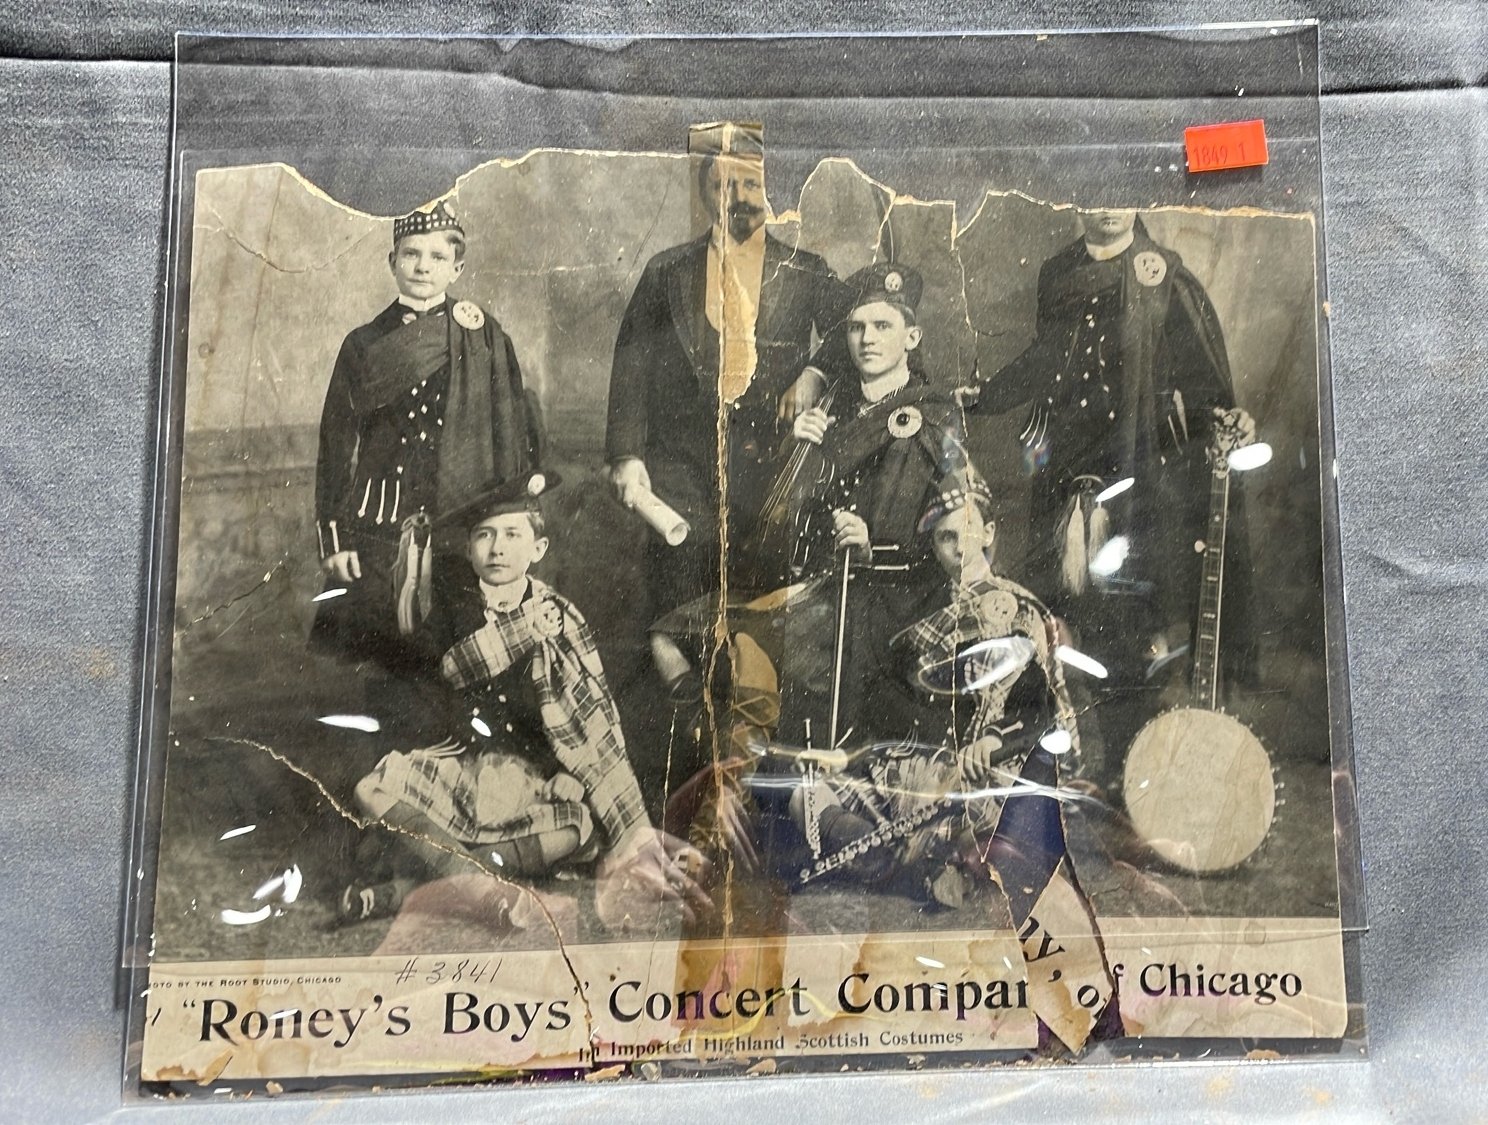 1849 1
OTO BY THE ROOT STUDIO, CHICAGO
#3841
"Roney's Boys" Concert Company, of Chicago
In Imported Highland Scottish Costumes